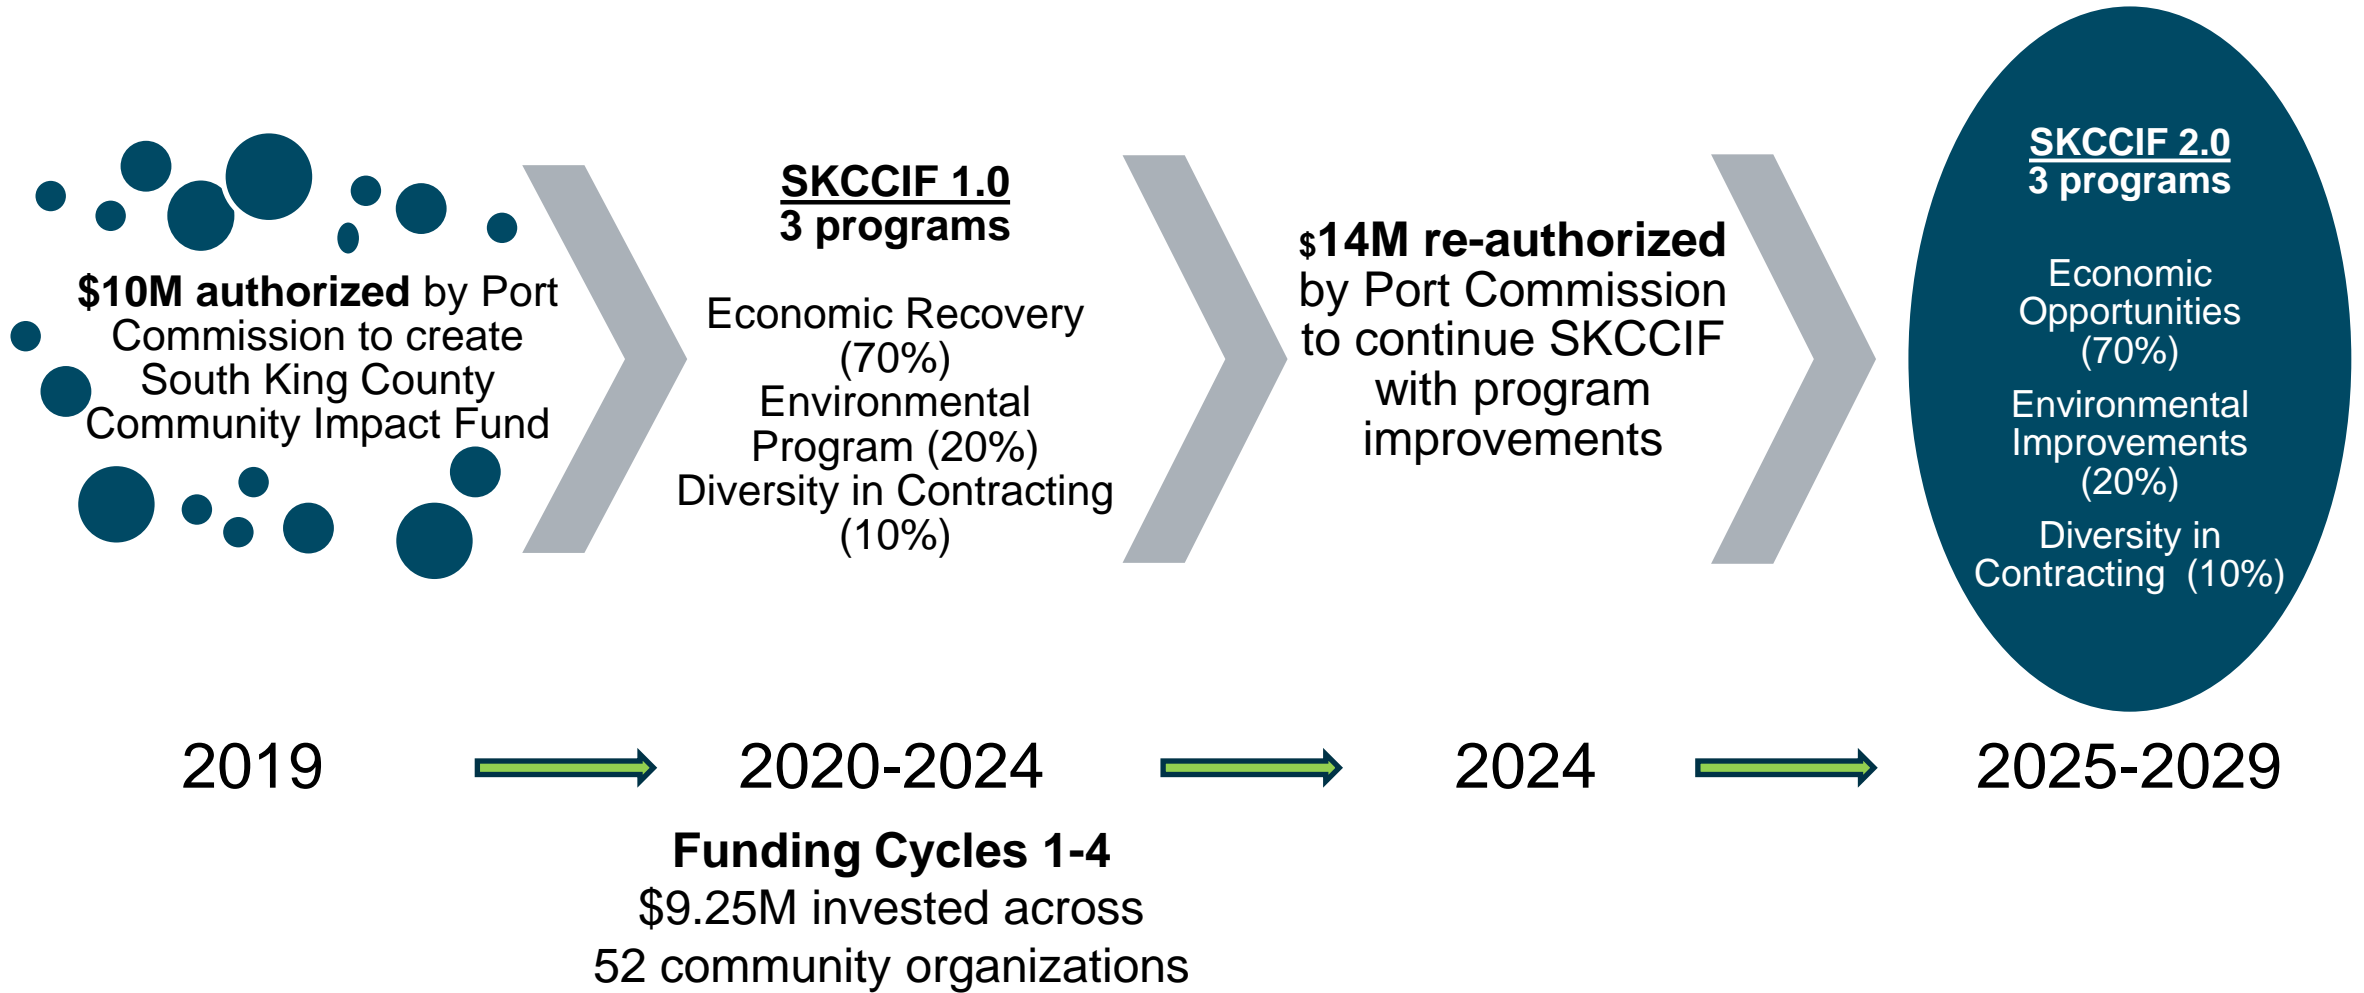 $10M authorized by Port
Commission to create
South King County
Community Impact Fund
SKCCIF 1.0
3 programs
Economic Recovery
(70%)
Environmental
Program (20%)
Diversity in Contracting
(10%)
$14M re-authorized
by Port Commission
to continue SKCCIF
with program
improvements
SKCCIF 2.0
3 programs
Economic
Opportunities
(70%)
Environmental
Improvements
(20%)
Diversity in
Contracting (10%)
2019
2020-2024
2024
2025-2029
Funding Cycles 1-4
$9.25M invested across
52 community organizations